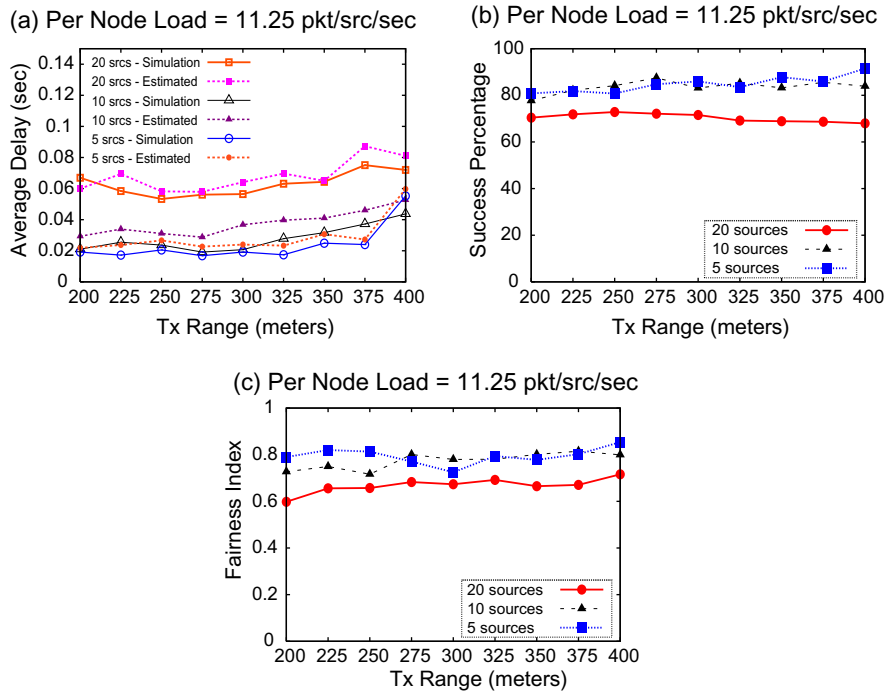 (a) Per Node Load = 11.25 pkt/src/sec
0.14
0.12
0.1
0.08
0.06
0.04
0.02
0
Average Delay (sec)
20 srcs - Simulation
20 srcs - Estimated
10 srcs - Simulation
10 srcs - Estimated
5 srcs - Simulation
5 srcs - Estimated
200 225 250 275 300 325 350 375 400
Tx Range (meters)
(b) Per Node Load = 11.25 pkt/src/sec
100
80
60
40
20
0
Success Percentage
20 sources
10 sources
5 sources
200 225 250 275 300 325 350 375 400
Tx Range (meters)
(c) Per Node Load = 11.25 pkt/src/sec
1
0.8
0.6
0.4
0.2
0
Fairness Index
20 sources
10 sources
5 sources
200 225 250 275 300 325 350 375 400
Tx Range (meters)